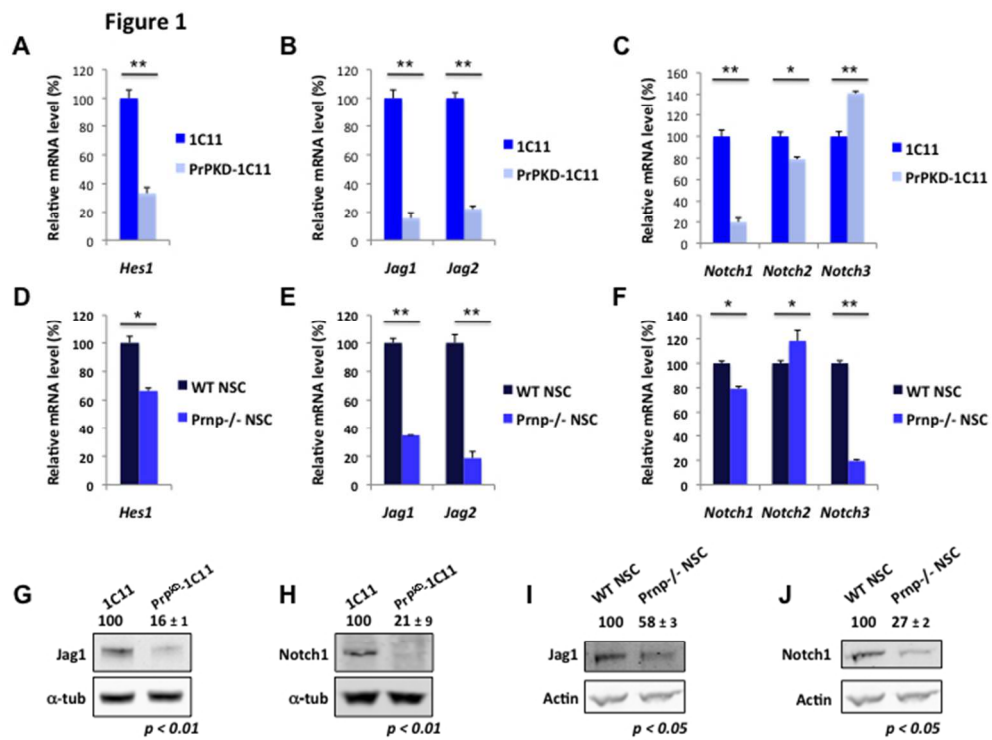 Figure 1
A
Relative mRNA level (%)
120
100
80
60
40
20
0
**
Hes1
1C11
PrPKD-1C11
B
Relative mRNA level (%)
120
100
80
60
40
20
0
**
**
Jag1
Jag2
1C11
PrPKD-1C11
C
Relative mRNA level (%)
160
140
120
100
80
60
40
20
0
**
*
**
Notch1
Notch2
Notch3
1C11
PrPKD-1C11
D
Relative mRNA level (%)
120
100
80
60
40
20
0
*
Hes1
WT NSC
Prnp-/- NSC
E
Relative mRNA level (%)
120
100
80
60
40
20
0
**
**
Jag1
Jag2
WT NSC
Prnp-/- NSC
F
Relative mRNA level (%)
140
120
100
80
60
40
20
0
*
*
**
Notch1
Notch2
Notch3
WT NSC
Prnp-/- NSC
G
1C11
PrPKD-1C11
100
16 ± 1
Jag1
α-tub
p < 0.01
H
1C11
PrPKD-1C11
100
21 ± 9
Notch1
α-tub
p < 0.01
I
WT NSC
Prnp-/- NSC
100
58 ± 3
Jag1
Actin
p < 0.05
J
WT NSC
Prnp-/- NSC
100
27 ± 2
Notch1
Actin
p < 0.05